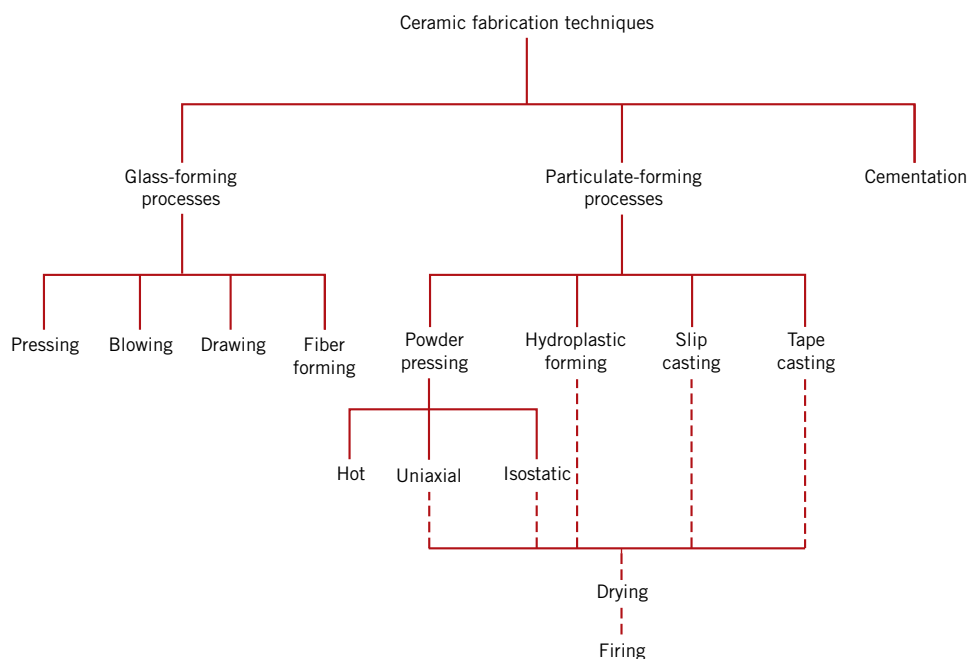 Ceramic fabrication techniques
Glass-forming
processes
Particulate-forming
processes
Cementation
Pressing
Blowing
Drawing
Fiber
forming
Powder
pressing
Hydroplastic
forming
Slip
casting
Tape
casting
Hot
Uniaxial
Isostatic
Drying
Firing